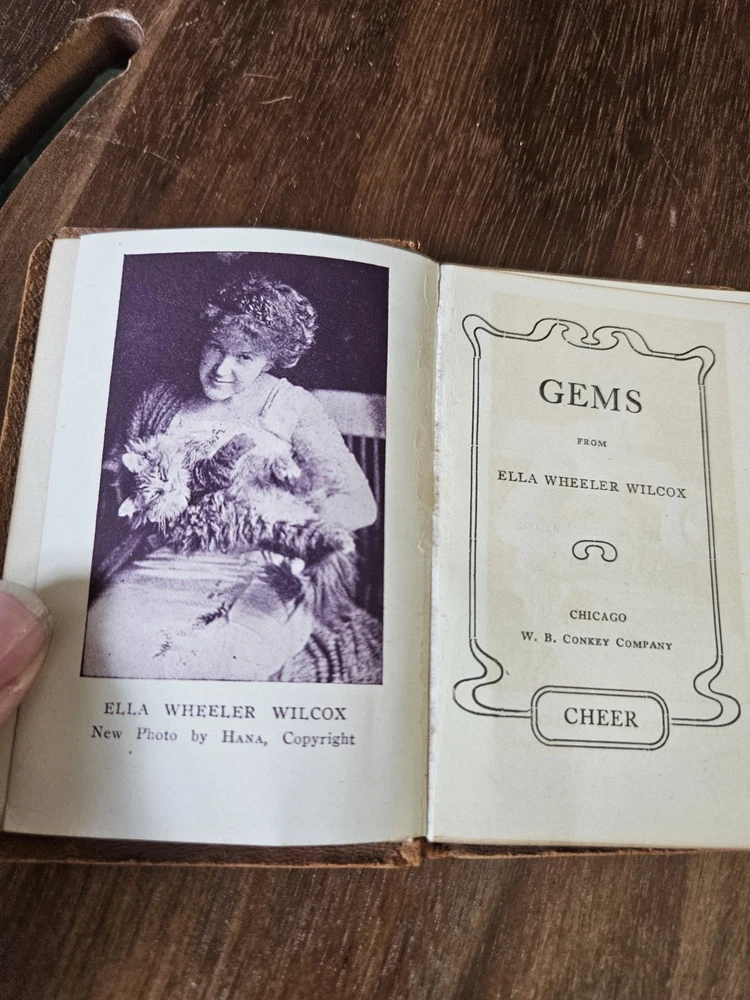 ELLA WHEELER WILCOX
New Photo by HANA, Copyright
GEMS
FROM
ELLA WHEELER WILCOX
CHICAGO
W. B. CONKEY COMPANY
CHEER